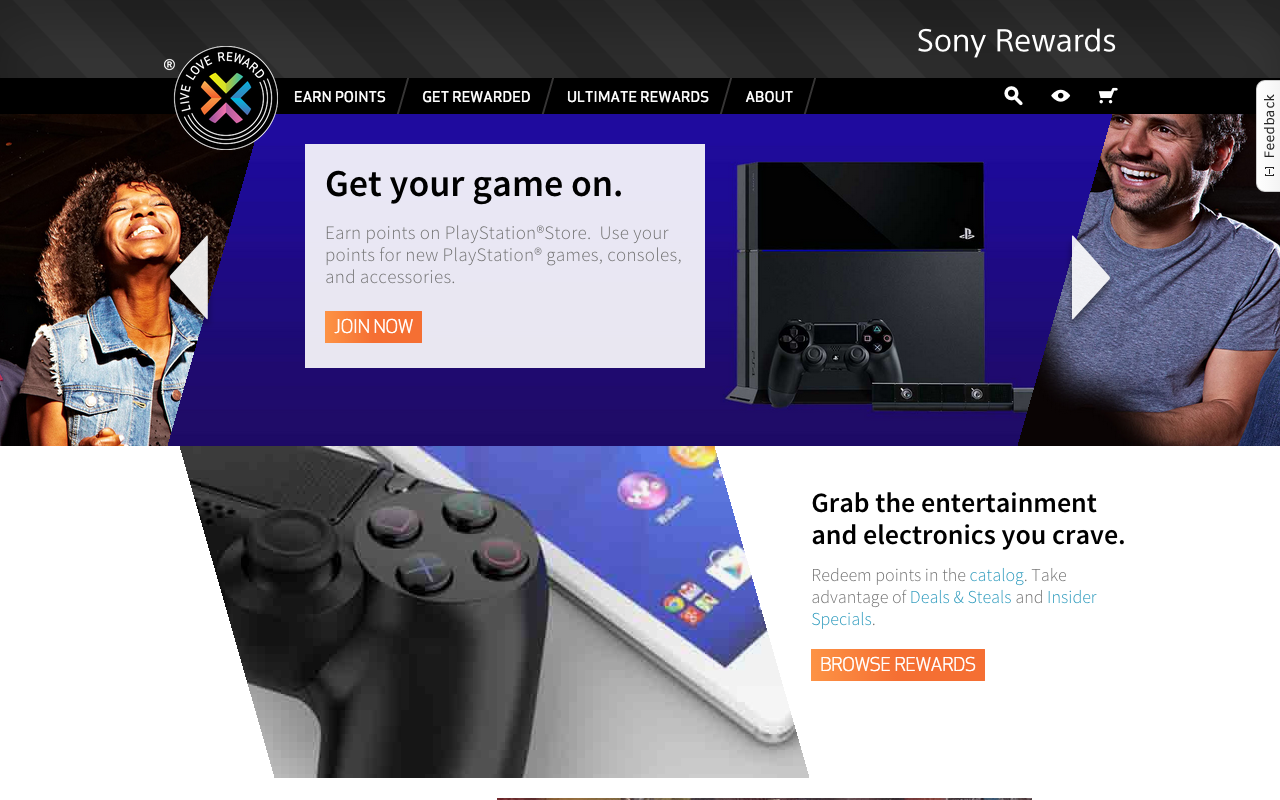 Sony Rewards
®
LIVE LOVE REWARD
EARN POINTS
GET REWARDED
ULTIMATE REWARDS
ABOUT
[-] Feedback
Get your game on.
Earn points on PlayStation®Store. Use your
points for new PlayStation® games, consoles,
and accessories.
JOIN NOW
PS4
Walkman
Grab the entertainment
and electronics you crave.
Redeem points in the catalog. Take
advantage of Deals & Steals and Insider
Specials.
BROWSE REWARDS